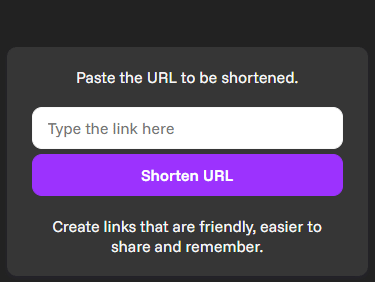 Paste the URL to be shortened.
Type the link here
Shorten URL
Create links that are friendly, easier to
share and remember.